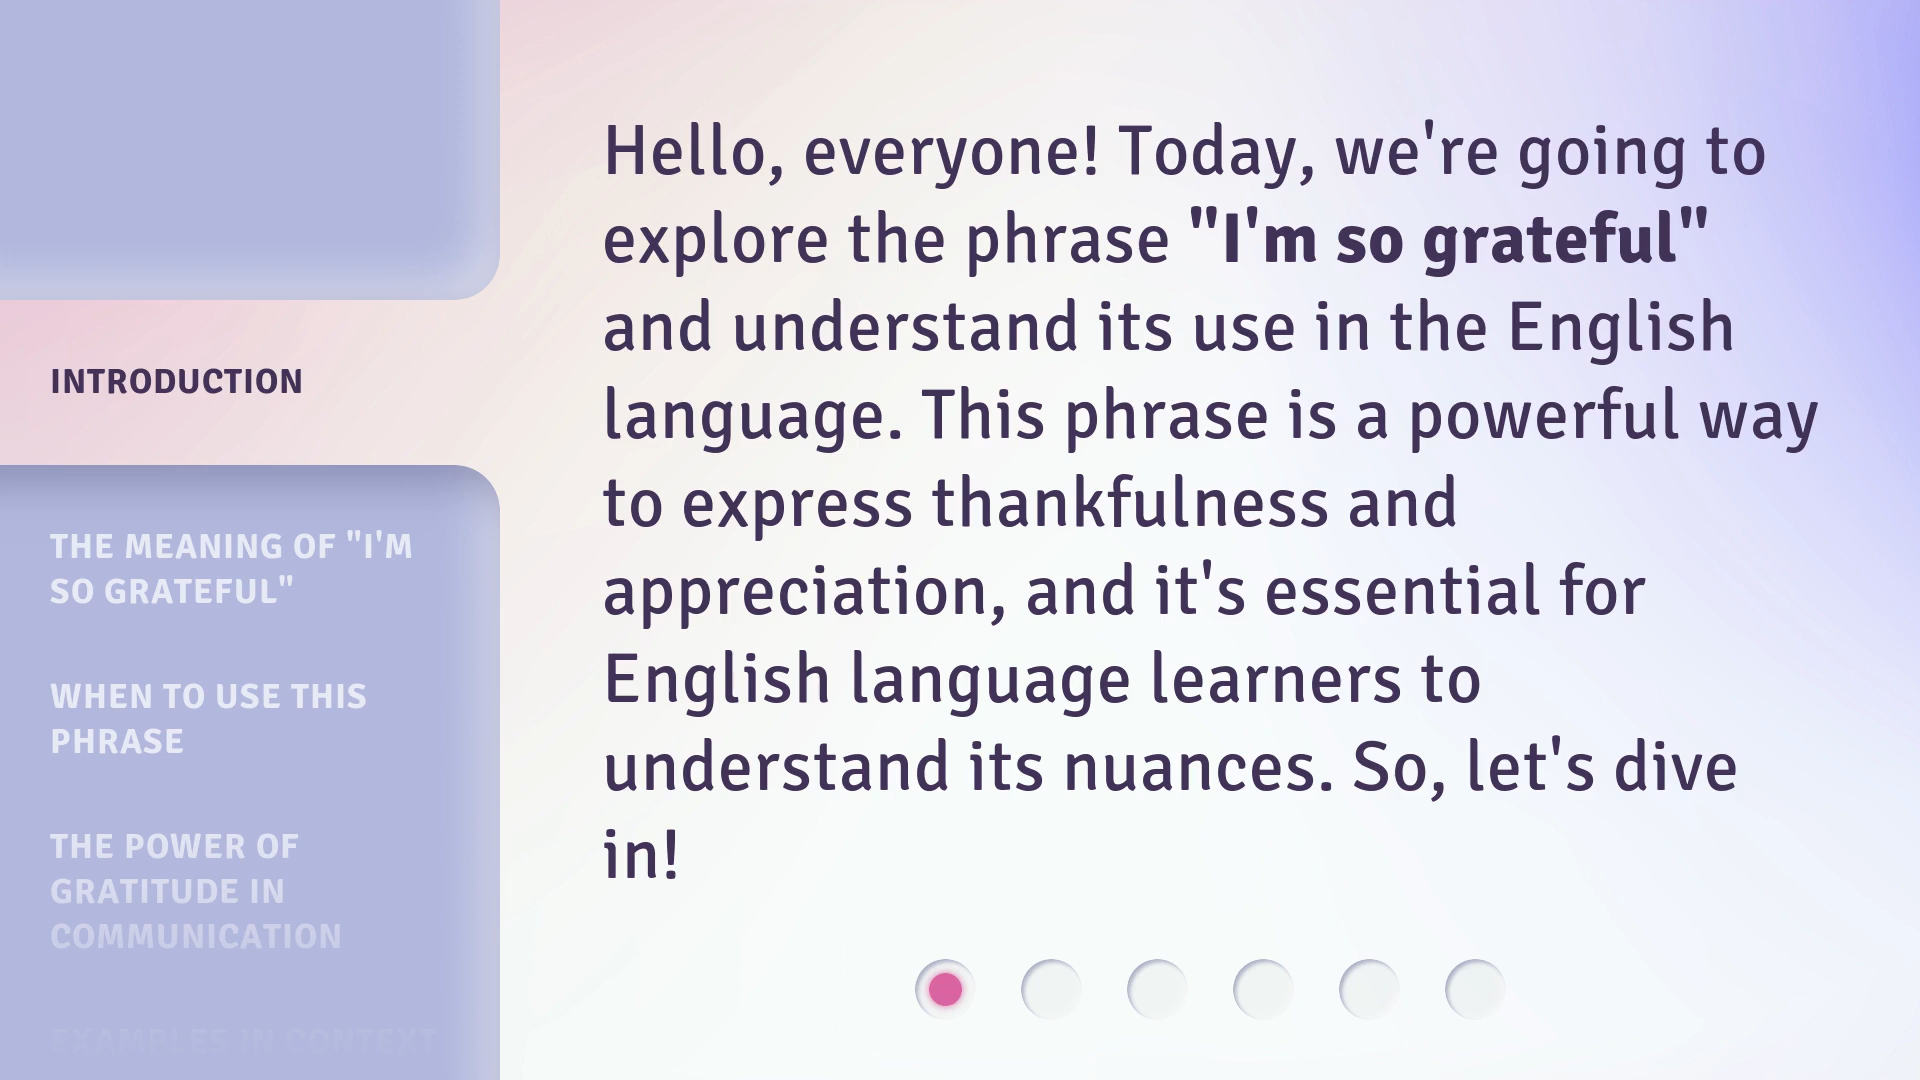 INTRODUCTION
THE MEANING OF "I'M
SO GRATEFUL"
WHEN TO USE THIS
PHRASE
THE POWER OF
GRATITUDE IN
COMMUNICATION
EXAMPLES IN CONTEXT
Hello, everyone! Today, we're going to
explore the phrase "I'm so grateful"
and understand its use in the English
language. This phrase is a powerful way
to express thankfulness and
appreciation, and it's essential for
English language learners to
understand its nuances. So, let's dive
in!